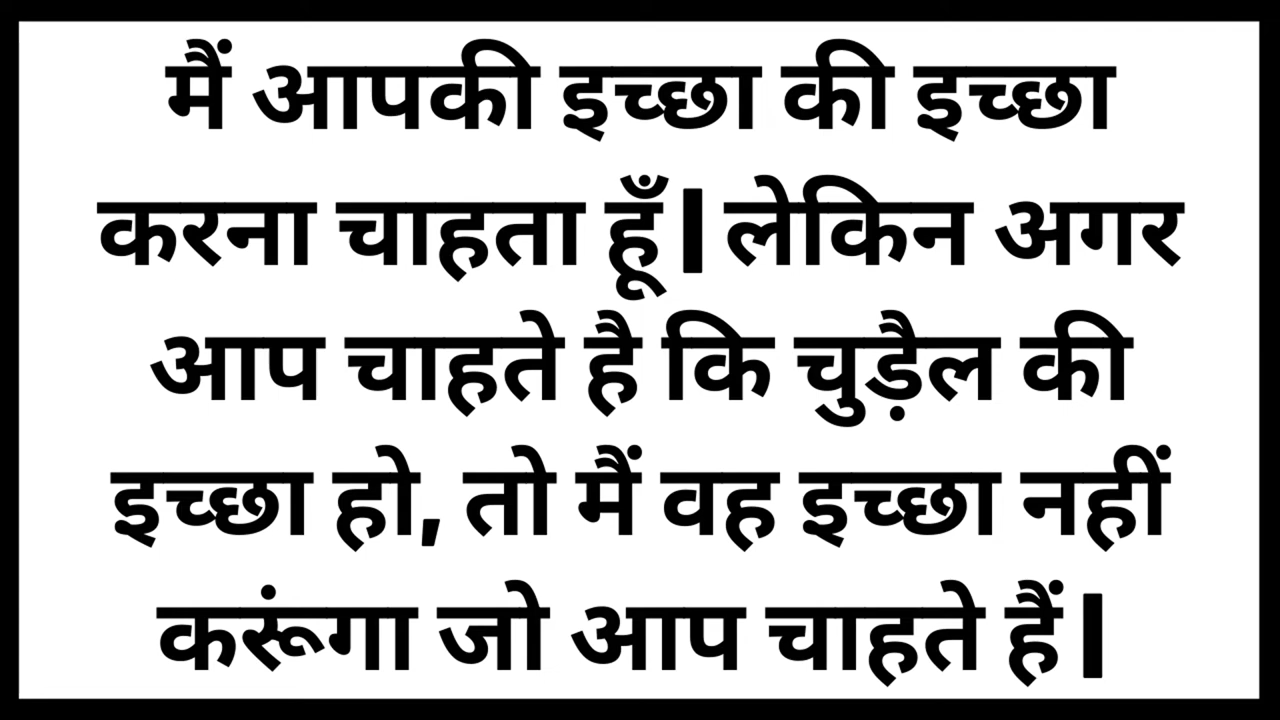 मैं आपकी इच्छा की इच्छा
करना चाहता हूँ। लेकिन अगर
आप चाहते है कि चुड़ैल की
इच्छा हो, तो मैं वह इच्छा नहीं
करूंगा जो आप चाहते हैं।